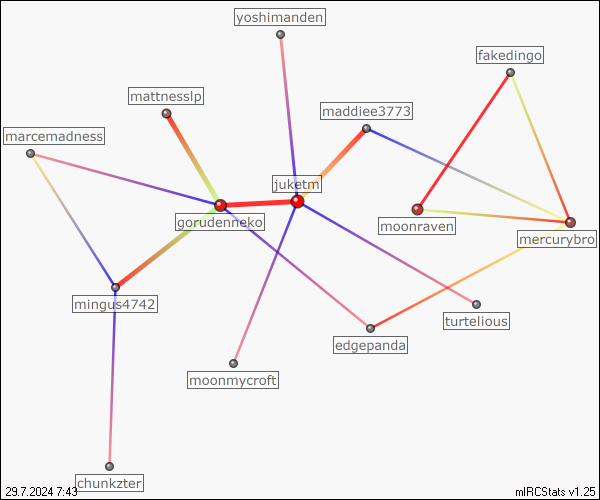 yoshimanden
fakedingo
mattnesslp
maddiee3773
marcemadness
juketm
gorudenneko
moonraven
mercurybro
mingus4742
turtelious
edgepanda
moonmycroft
chunkzter
29.7.2024 7:43
mIRCStats v1.25